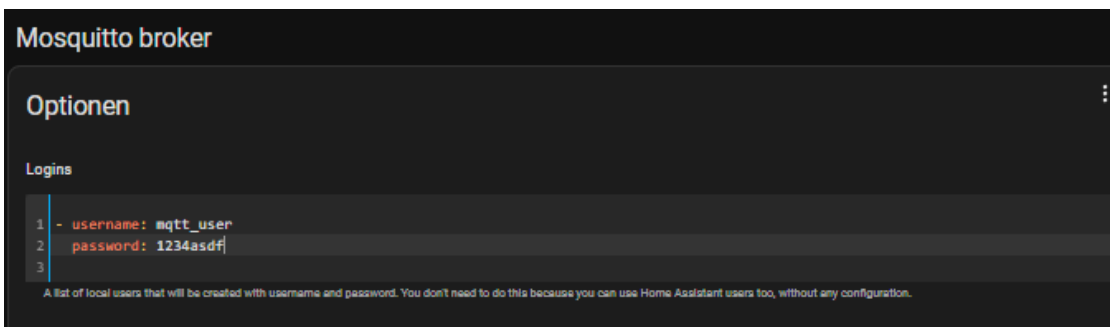 Mosquitto broker
Optionen
Logins
1 - username: mqtt_user
2 password: 1234asdf
3
A list of local users that will be created with username and password. You don't need to do this because you can use Home Assistant users too, without any configuration.